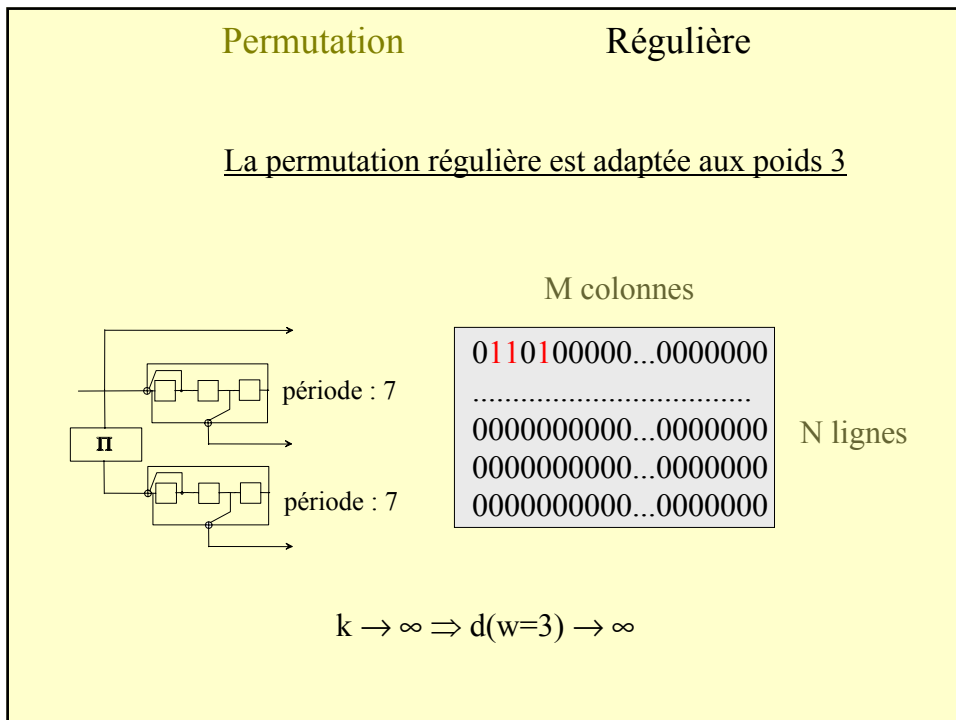 Permutation Régulière
La permutation régulière est adaptée aux poids 3
M colonnes
0110100000...0000000
.................................
0000000000...0000000
0000000000...0000000
0000000000...0000000
N lignes
période : 7
Π
période : 7
k → ∞ ⇒ d(w=3) → ∞